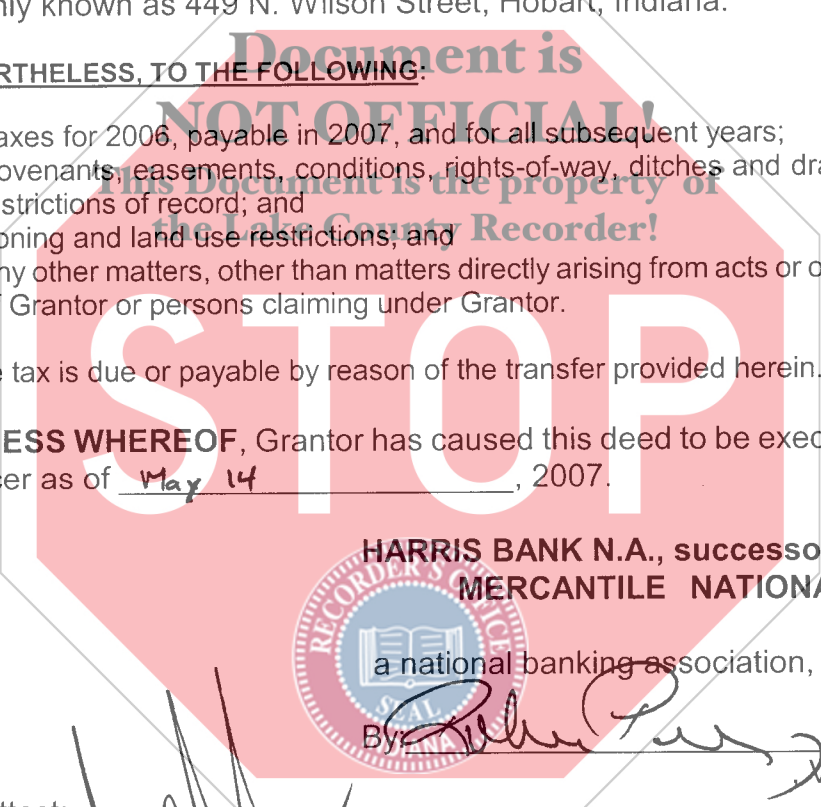 nly known as 449 N. Wilson Street, Hobart, Indiana.
Document is
RTHELESS, TO THE FOLLOWING:
NOT OFFICIAL!
axes for 2006, payable in 2007, and for all subsequent years;
ovenants, easements, conditions, rights-of-way, ditches and dra
This Document is the property of
strictions of record; and
the Lake County Recorder!
oning and land use restrictions; and
ny other matters, other than matters directly arising from acts or o
f Grantor or persons claiming under Grantor.
STOP
e tax is due or payable by reason of the transfer provided herein.
ESS WHEREOF, Grantor has caused this deed to be exec
cer as of May 14, 2007.
HARRIS BANK N.A., successo
MERCANTILE NATIONA
RECORDER'S OFFICE
a national banking association,
SEAL
INDIANA
By: